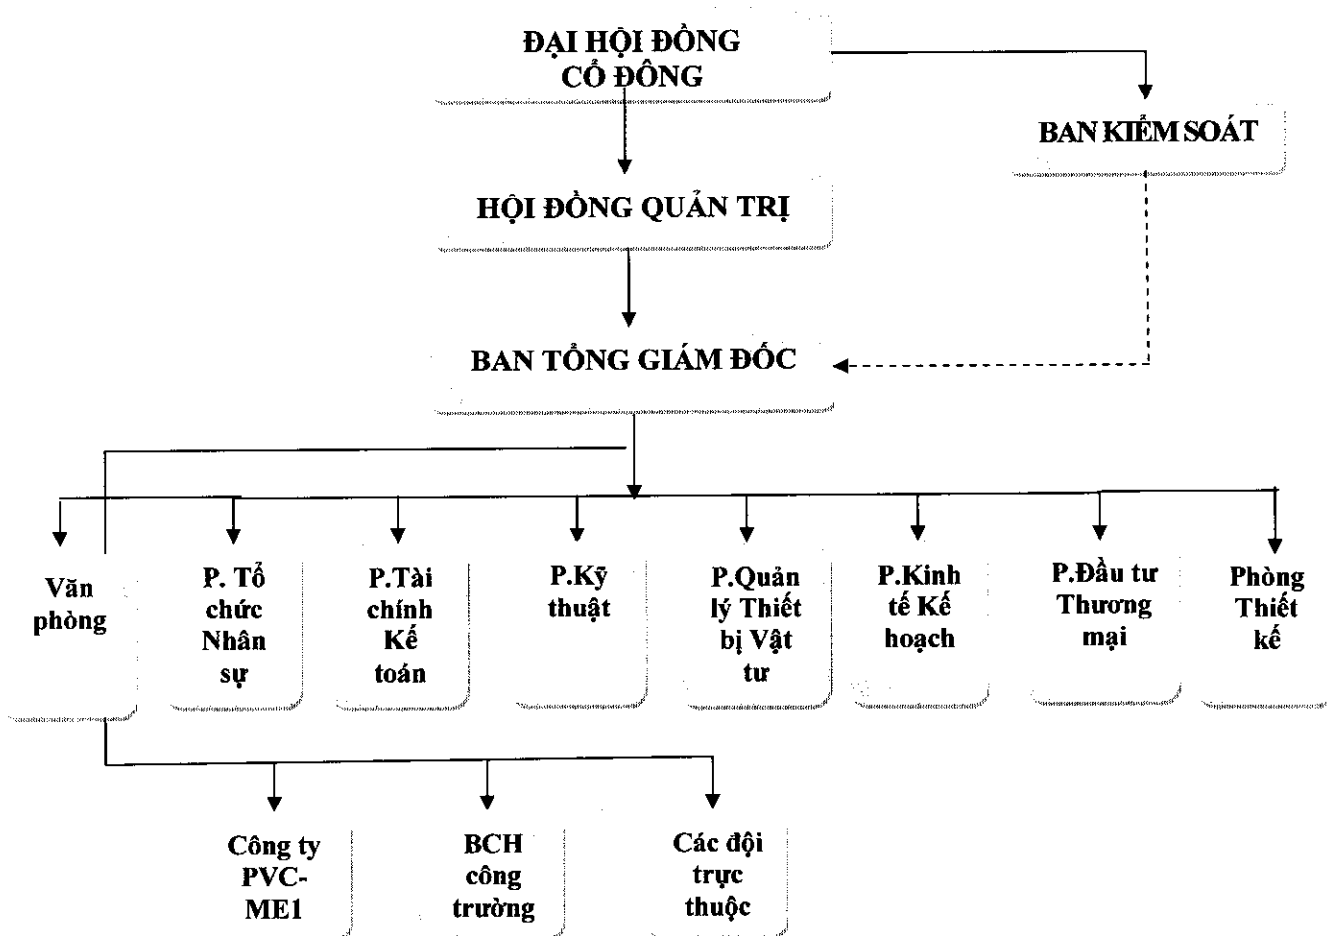 ĐẠI HỘI ĐỒNG
CỔ ĐÔNG
BAN KIỂM SOÁT
HỘI ĐỒNG QUẢN TRỊ
BAN TỔNG GIÁM ĐỐC
Văn
phòng
P. Tổ
chức
Nhân
sự
P.Tài
chính
Kế
toán
P.Kỹ
thuật
P.Quản
lý Thiết
bị Vật
tư
P.Kinh
tế Kế
hoạch
P.Đầu tư
Thương
mại
Phòng
Thiết
kế
Công ty
PVC-
ME1
BCH
công
trường
Các đội
trực
thuộc